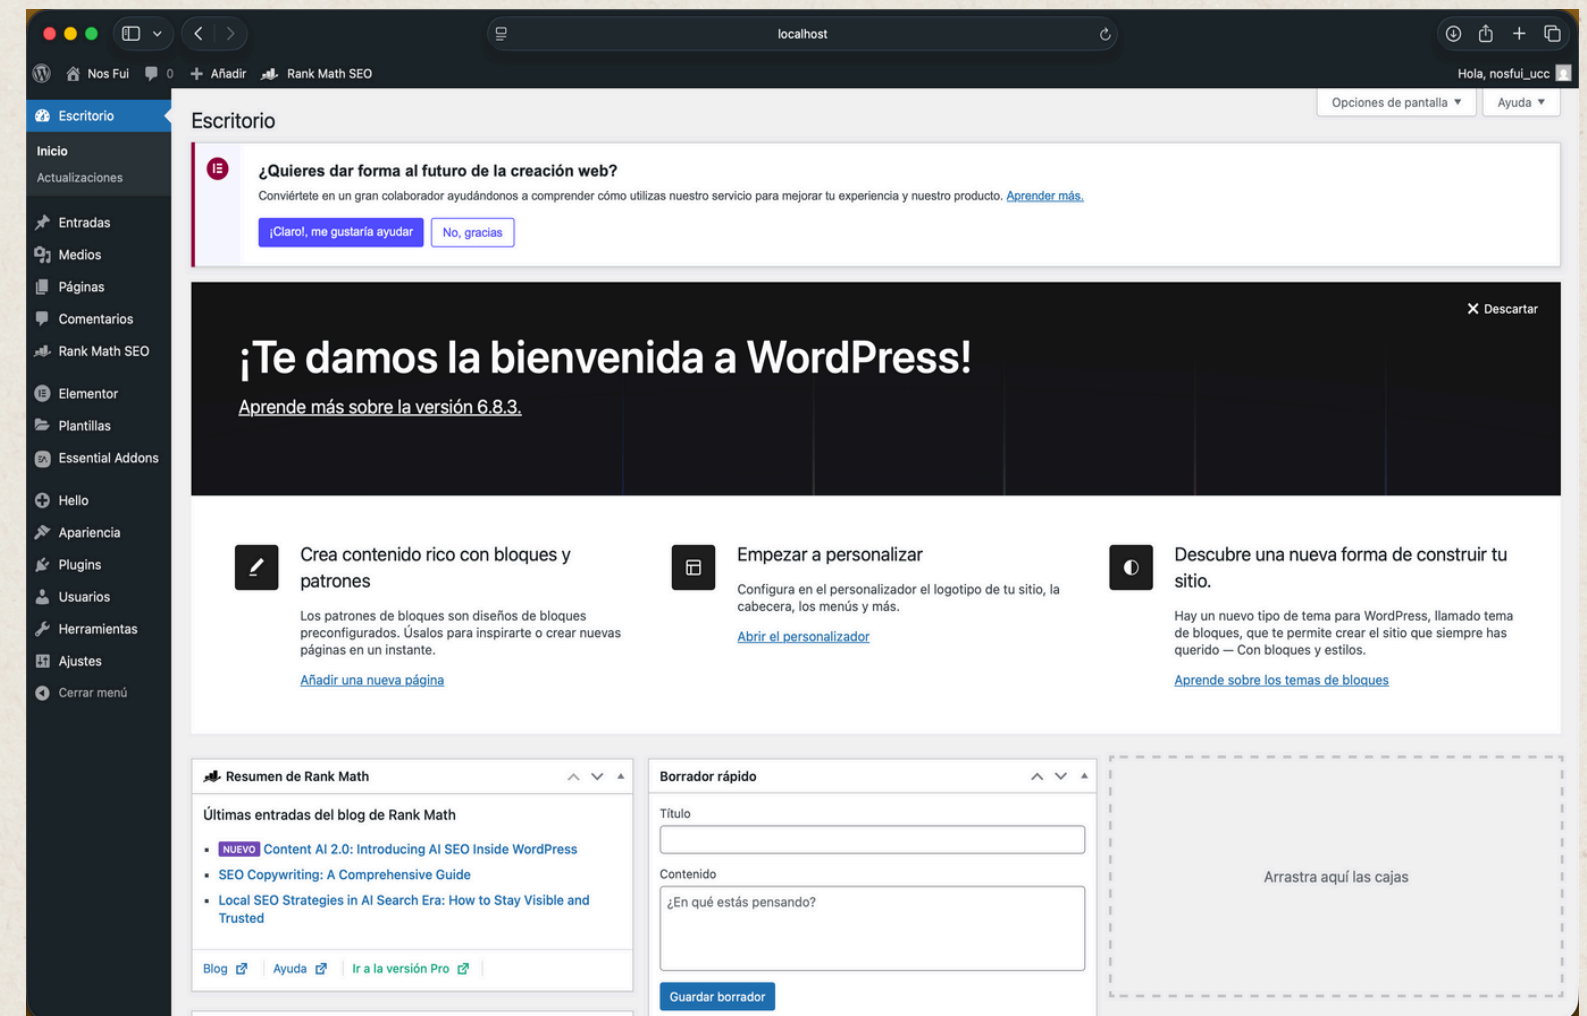 localhost
Nos Fui
0
Añadir
Rank Math SEO
Hola, nosfui_ucc
Escritorio
Inicio
Actualizaciones
Entradas
Medios
Páginas
Comentarios
Rank Math SEO
Elementor
Plantillas
Essential Addons
Hello
Apariencia
Plugins
Usuarios
Herramientas
Ajustes
Cerrar menú
Opciones de pantalla
Ayuda
Escritorio
¿Quieres dar forma al futuro de la creación web?
Conviértete en un gran colaborador ayudándonos a comprender cómo utilizas nuestro servicio para mejorar tu experiencia y nuestro producto. Aprender más.
¡Claro!, me gustaría ayudar
No, gracias
Descartar
¡Te damos la bienvenida a WordPress!
Aprende más sobre la versión 6.8.3.
Crea contenido rico con bloques y
patrones
Los patrones de bloques son diseños de bloques
preconfigurados. Úsalos para inspirarte o crear nuevas
páginas en un instante.
Añadir una nueva página
Empezar a personalizar
Configura en el personalizador el logotipo de tu sitio, la
cabecera, los menús y más.
Abrir el personalizador
Descubre una nueva forma de construir tu
sitio.
Hay un nuevo tipo de tema para WordPress, llamado tema
de bloques, que te permite crear el sitio que siempre has
querido — Con bloques y estilos.
Aprende sobre los temas de bloques
Resumen de Rank Math
Últimas entradas del blog de Rank Math
NUEVO Content AI 2.0: Introducing AI SEO Inside WordPress
SEO Copywriting: A Comprehensive Guide
Local SEO Strategies in AI Search Era: How to Stay Visible and
Trusted
Blog
Ayuda
Ir a la versión Pro
Borrador rápido
Título
Contenido
¿En qué estás pensando?
Guardar borrador
Arrastra aquí las cajas